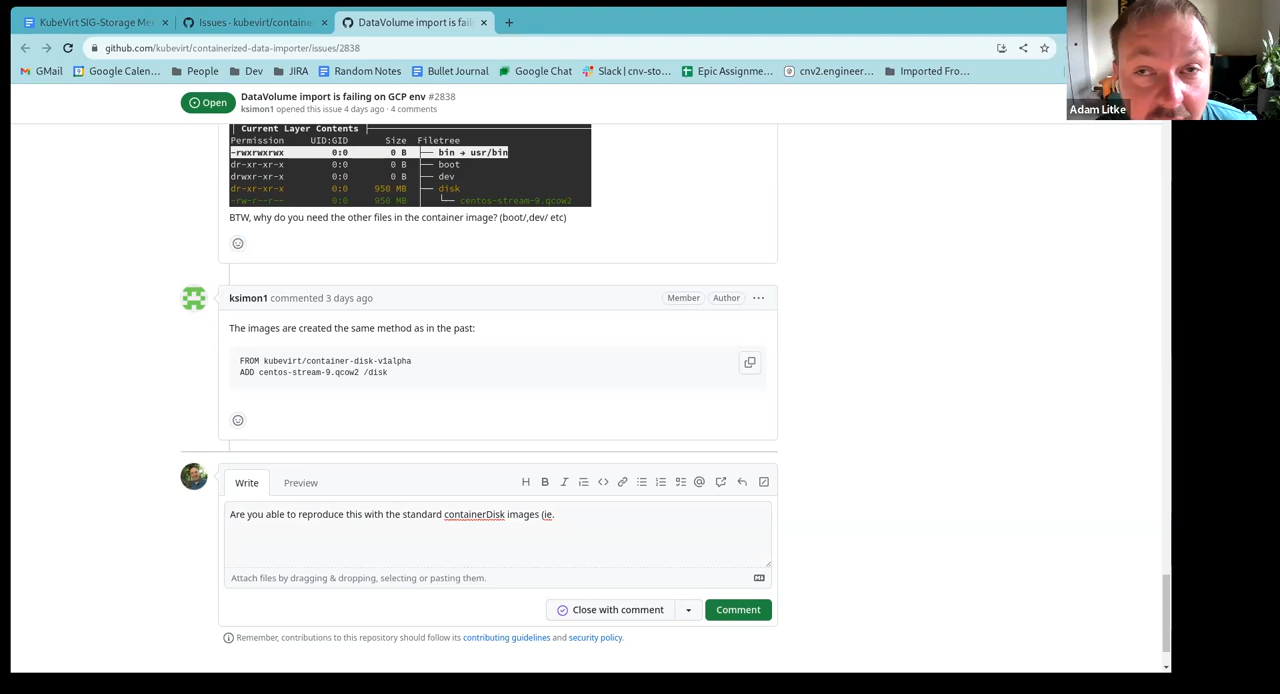 KubeVirt SIG-Storage Me
Issues - kubevirt/container
DataVolume import is fail
github.com/kubevirt/containerized-data-importer/issues/2838
GMail
Google Calen...
People
Dev
JIRA
Random Notes
Bullet Journal
Google Chat
Slack | cnv-sto...
Epic Assignme...
cnv2.engineer...
Imported Fro...
Adam Litke
Open
DataVolume import is failing on GCP env #2838
ksimon1 opened this issue 4 days ago · 4 comments
Current Layer Contents
Permission UID:GID Size Filetree
-rwxrwxrwx 0:0 0 B ├── bin → usr/bin
dr-xr-xr-x 0:0 0 B ├── boot
drwxr-xr-x 0:0 0 B ├── dev
dr-xr-xr-x 0:0 950 MB ├── disk
-rw-r--r-- 0:0 950 MB │ └── centos-stream-9.qcow2
BTW, why do you need the other files in the container image? (boot/,dev/ etc)
ksimon1 commented 3 days ago
Member
Author
The images are created the same method as in the past:
FROM kubevirt/container-disk-v1alpha
ADD centos-stream-9.qcow2 /disk
Write
Preview
Are you able to reproduce this with the standard containerDisk images (ie.
Attach files by dragging & dropping, selecting or pasting them.
Close with comment
Comment
Remember, contributions to this repository should follow its contributing guidelines and security policy.